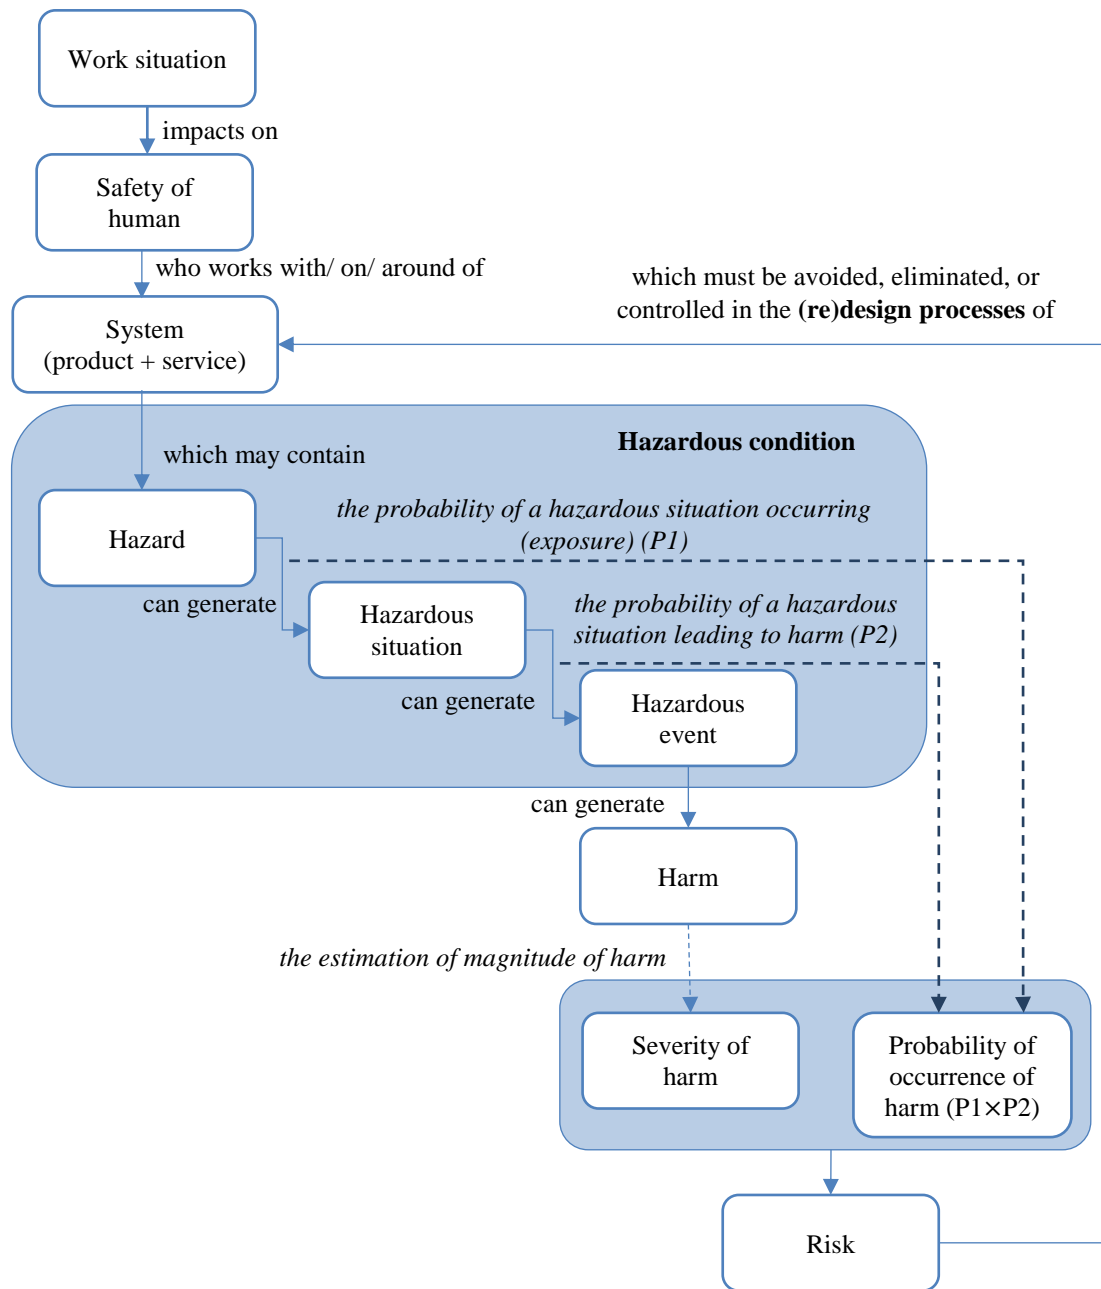 Work situation
impacts on
Safety of
human
who works with/ on/ around of
which must be avoided, eliminated, or
controlled in the (re)design processes of
System
(product + service)
Hazardous condition
which may contain
the probability of a hazardous situation occurring
(exposure) (P1)
Hazard
can generate
the probability of a hazardous
situation leading to harm (P2)
Hazardous
situation
can generate
Hazardous
event
can generate
Harm
the estimation of magnitude of harm
Severity of
harm
Probability of
occurrence of
harm (P1×P2)
Risk